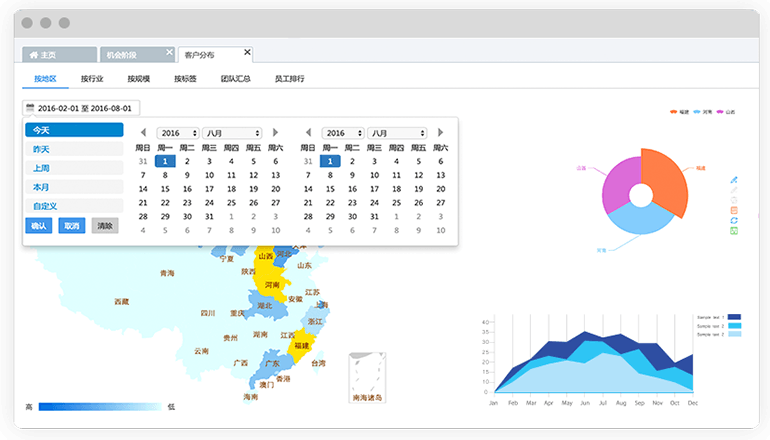 主页 机会阶段 客户分布
按地区 按行业 按规模 按标签 团队汇总 员工排行
2016-02-01 至 2016-08-01
今天
昨天
上周
本月
自定义
确认 取消 清除
2016 八月
周日 周一 周二 周三 周四 周五 周六
31 1 2 3 4 5 6
7 8 9 10 11 12 13
14 15 16 17 18 19 20
21 22 23 24 25 26 27
28 29 30 31 1 2 3
4 5 6 7 8 9 10
2016 八月
周日 周一 周二 周三 周四 周五 周六
31 1 2 3 4 5 6
7 8 9 10 11 12 13
14 15 16 17 18 19 20
21 22 23 24 25 26 27
28 29 30 31 1 2 3
4 5 6 7 8 9 10
福建 河南 山西
山西
福建
河南
宁夏 山西 河北 天津
青海 陕西 山东
河南
西藏 江苏
安徽 上海
四川 重庆 湖北
浙江
贵州 湖南 江西
福建
云南
广西 广东 台湾
香港
澳门
海南
南海诸岛
高 低
Sample text 1
Sample text 2
Sample text 3
40
35
30
25
20
15
10
5
0
Jan Feb Mar Apr May Jun Jul Aug Sep Nov Oct Dec